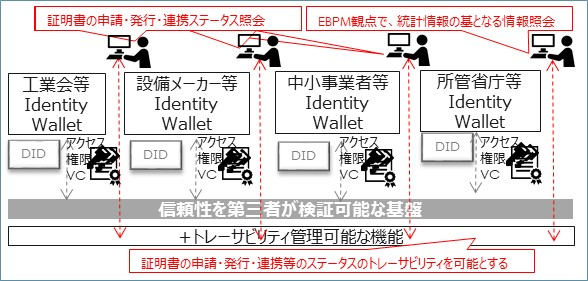 証明書の申請・発行・連携ステータス照会
EBPM観点で、統計情報の基となる情報照会
工業会等
Identity
Wallet
設備メーカー等
Identity
Wallet
中小事業者等
Identity
Wallet
所管省庁等
Identity
Wallet
DID
アクセス
権限
VC
DID
アクセス
権限
VC
DID
アクセス
権限
VC
DID
アクセス
権限
VC
信頼性を第三者が検証可能な基盤
＋トレーサビリティ管理可能な機能
証明書の申請・発行・連携等のステータスのトレーサビリティを可能とする